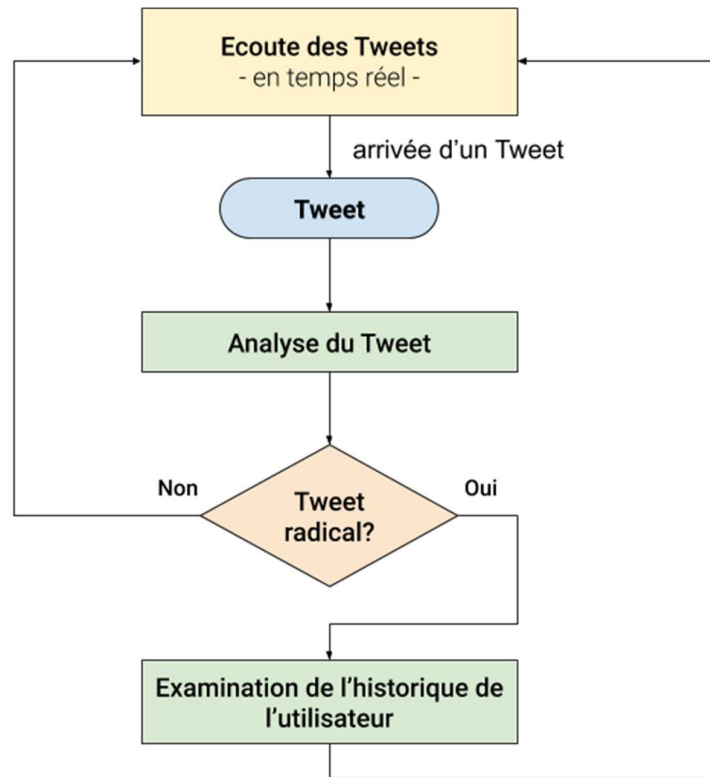 Ecoute des Tweets
- en temps réel -
arrivée d'un Tweet
Tweet
Analyse du Tweet
Non
Oui
Tweet
radical?
Examination de l'historique de
l'utilisateur